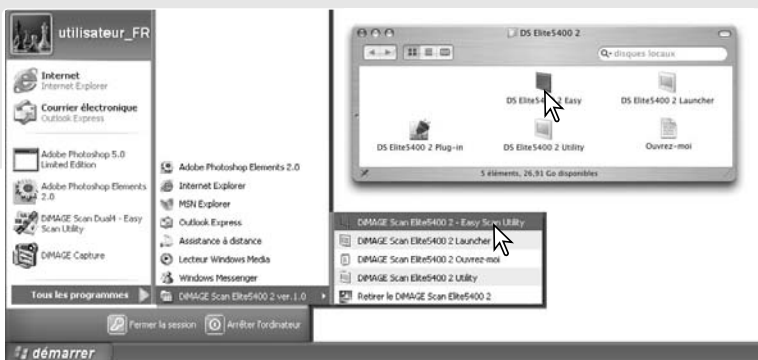 utilisateur_FR
Internet
Internet Explorer
Courrier électronique
Outlook Express
Adobe Photoshop 5.0
Limited Edition
Adobe Photoshop Elements
2.0
DiMAGE Scan Dual4 - Easy
Scan Utility
DiMAGE Capture
Tous les programmes
Adobe Photoshop Elements 2.0
Internet Explorer
MSN Explorer
Outlook Express
Assistance à distance
Lecteur Windows Media
Windows Messenger
DiMAGE Scan Elite5400 2 ver.1.0
DiMAGE Scan Elite5400 2 - Easy Scan Utility
DiMAGE Scan Elite5400 2 Launcher
DiMAGE Scan Elite5400 2 Ouvrez-moi
DiMAGE Scan Elite5400 2 Utility
Retirer le DiMAGE Scan Elite5400 2
Fermer la session
Arrêter l'ordinateur
démarrer
DS Elite5400 2
disques locaux
DS Elite5400 2 Easy
DS Elite5400 2 Launcher
DS Elite5400 2 Plug-in
DS Elite5400 2 Utility
Ouvrez-moi
5 éléments, 26,91 Go disponibles